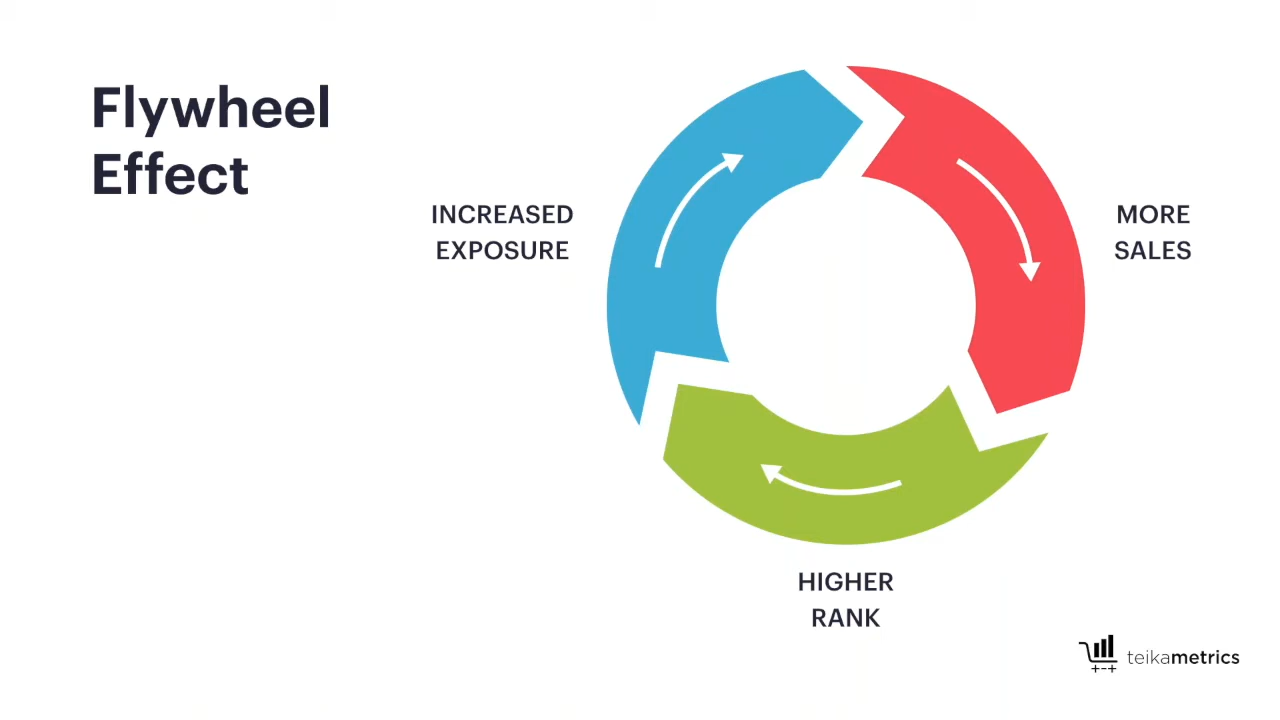 Flywheel
Effect
INCREASED
EXPOSURE
MORE
SALES
HIGHER
RANK
teikametrics